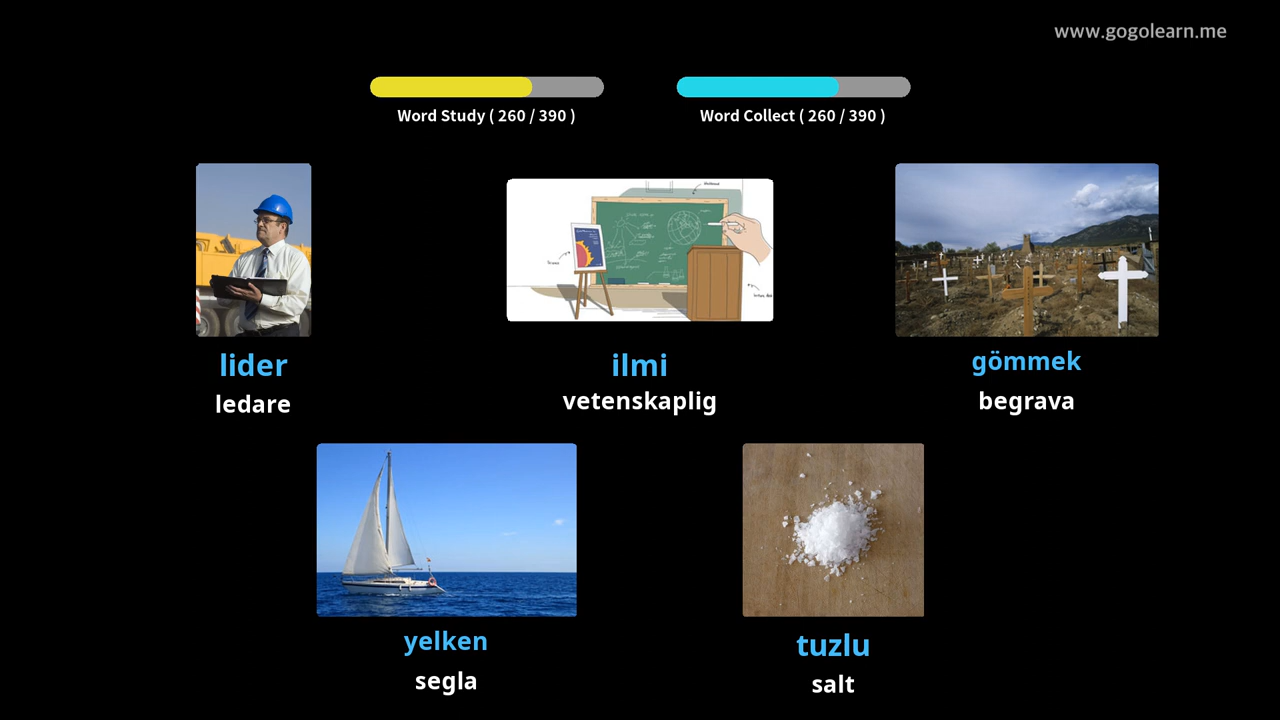 www.gogolearn.me
Word Study ( 260 / 390 )
Word Collect ( 260 / 390 )
lider
ledare
ilmi
vetenskaplig
gömmek
begrava
yelken
segla
tuzlu
salt